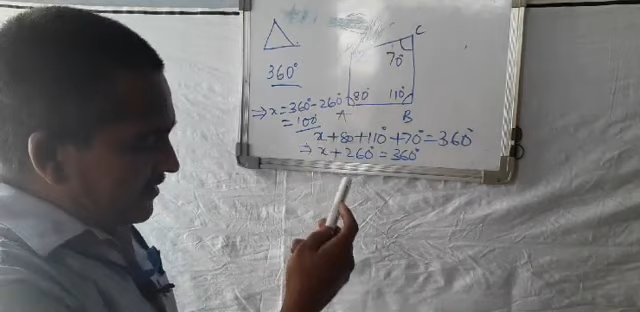 C
70°
360°
80° 110°
A B
⇒ x = 360° - 260°
= 100°
x + 80 + 110° + 70° = 360°
⇒ x + 260° = 360°